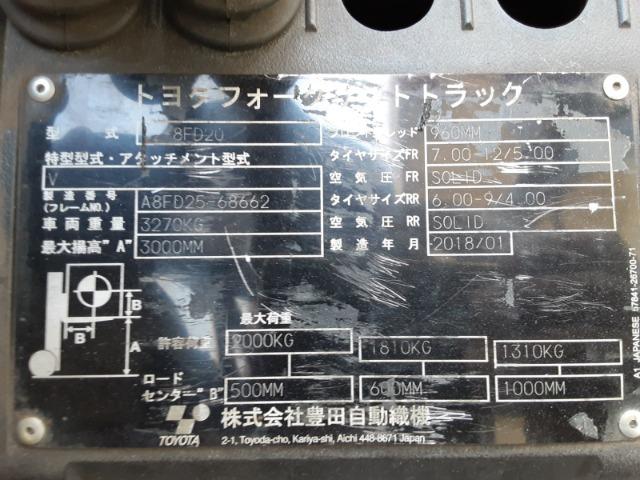 トヨタフォークリフトトラック
型 式 8FD20
フロントトレッド 960MM
特型型式・アタッチメント型式
V
タイヤサイズFR 7.00-12/5.00
空 気 圧 FR SOLID
製造番号 (フレームNO.) A8FD25-68662
タイヤサイズRR 6.00-9/4.00
車両重量 3270KG
空 気 圧 RR SOLID
最大揚高"A" 3000MM
製 造 年 月 2018/01
B
B
A
最大荷重
許容荷重 2000KG 1810KG 1310KG
ロード
センター"B" 500MM 600MM 1000MM
TOYOTA
株式会社豊田自動織機
2-1, Toyoda-cho, Kariya-shi, Aichi 448-8671 Japan
A1 JAPANESE 57841-26700-71